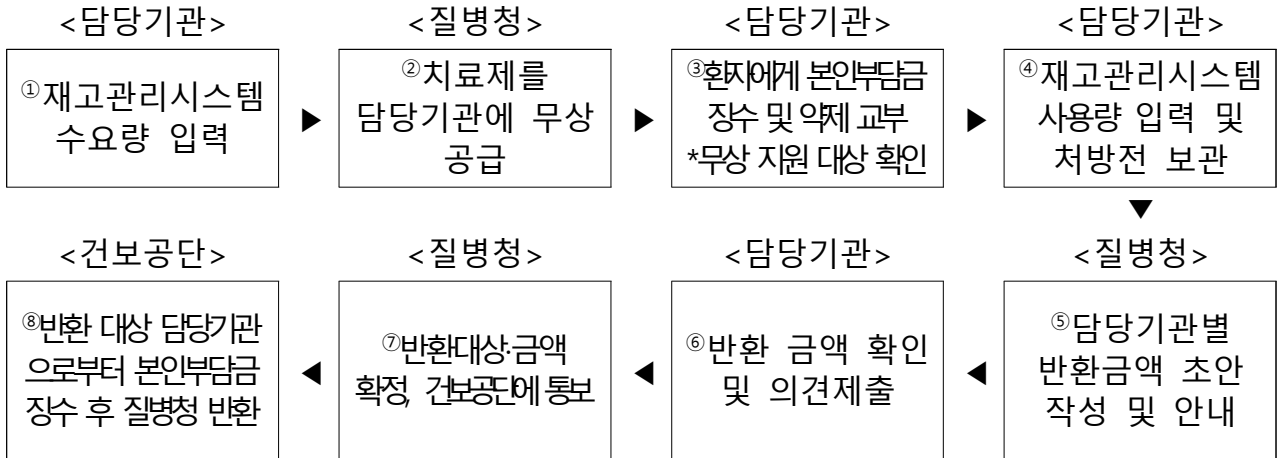 <담당기관>
①재고관리시스템
수요량 입력
▶
<질병청>
②치료제를
담당기관에 무상
공급
▶
<담당기관>
③환자에게 본인부담금
징수 및 약제 교부
*무상 지원 대상 확인
▶
<담당기관>
④재고관리시스템
사용량 입력 및
처방전 보관
▼
<질병청>
⑤담당기관별
반환금액 초안
작성 및 안내
◀
<담당기관>
⑥반환 금액 확인
및 의견제출
◀
<질병청>
⑦반환대상·금액
확정, 건보공단에 통보
◀
<건보공단>
⑧반환 대상 담당기관
으로부터 본인부담금
징수 후 질병청 반환